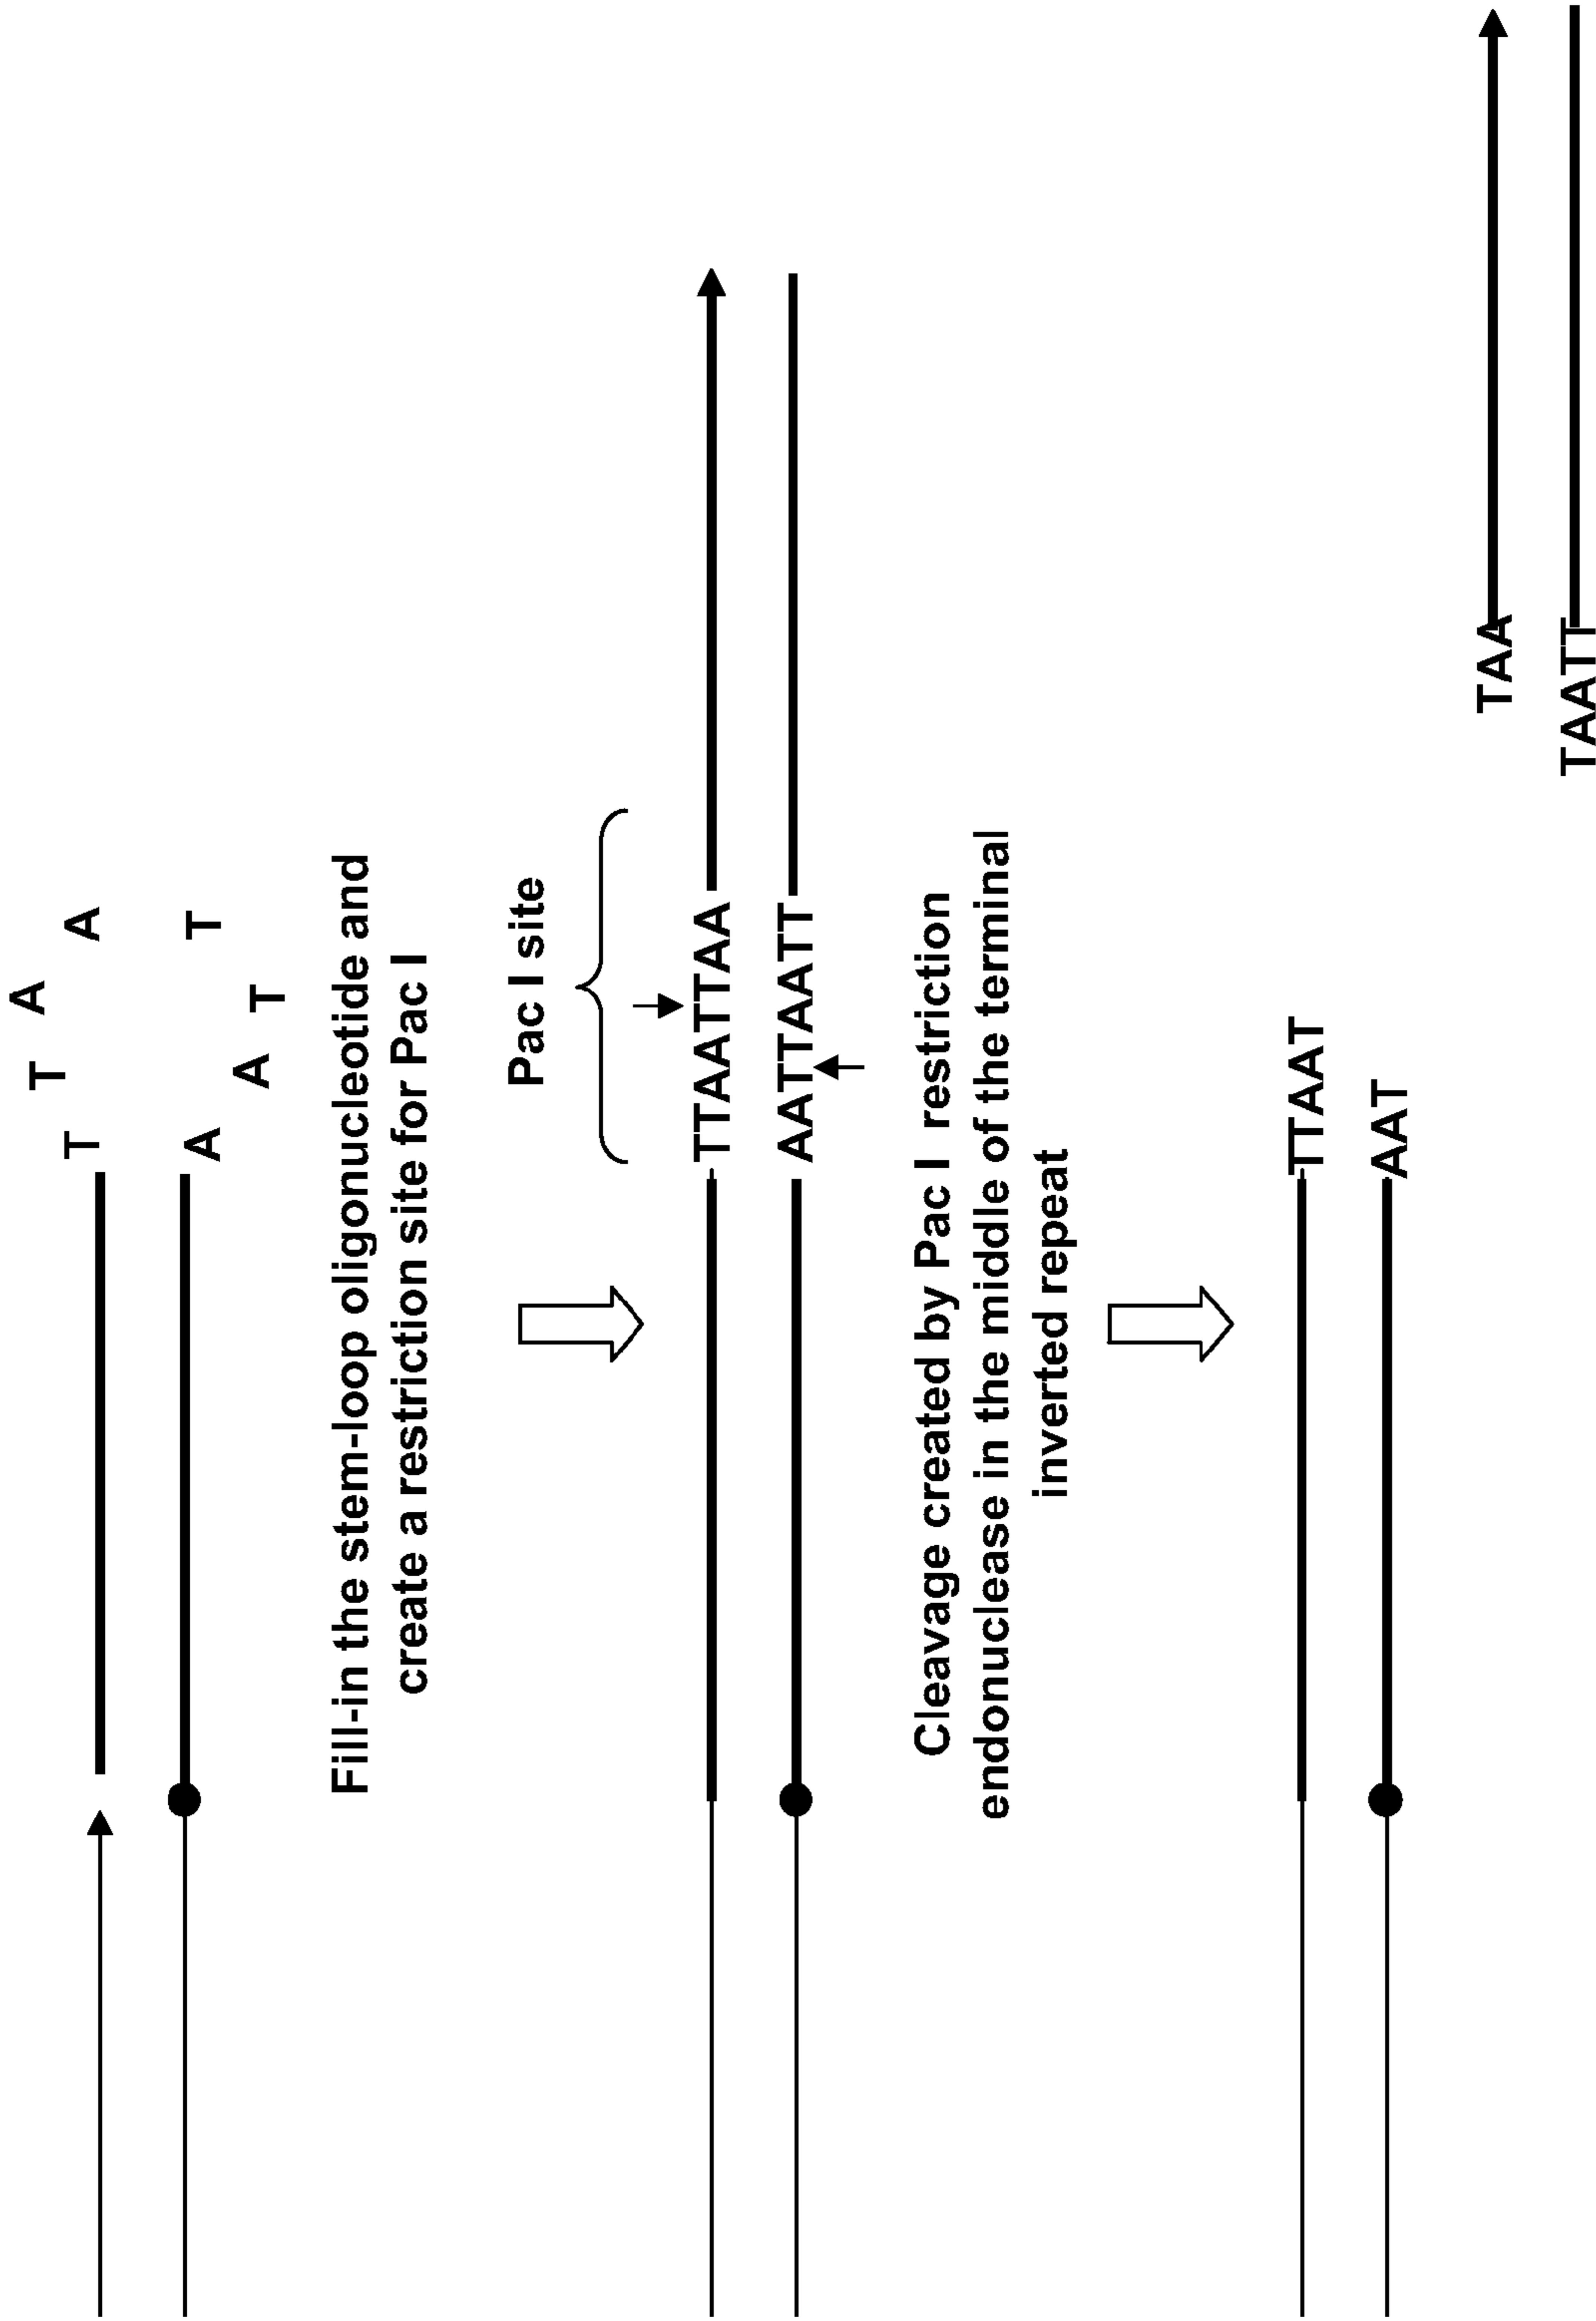 T T A A
A A T T
Fill-in the stem-loop oligonucleotide and
create a restriction site for Pac I
Pac I site
TTAATTAA
AATTAATT
Cleavage created by Pac I restriction
endonuclease in the middle of the terminal
inverted repeat
TTAAT
AAT
TAA
TAATT